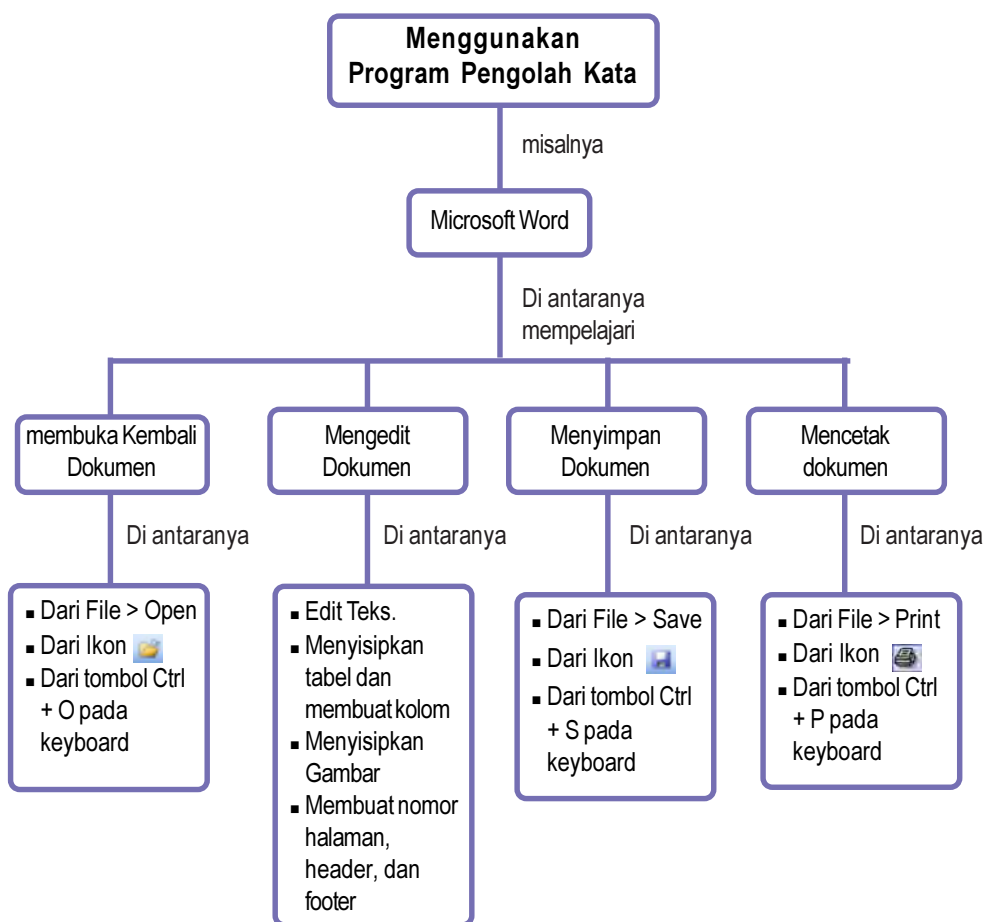 Menggunakan
Program Pengolah Kata
misalnya
Microsoft Word
Di antaranya
mempelajari
membuka Kembali
Dokumen
Di antaranya
▪ Dari File > Open
▪ Dari Ikon
▪ Dari tombol Ctrl
+ O pada
keyboard
Mengedit
Dokumen
Di antaranya
▪ Edit Teks.
▪ Menyisipkan
tabel dan
membuat kolom
▪ Menyisipkan
Gambar
▪ Membuat nomor
halaman,
header, dan
footer
Menyimpan
Dokumen
Di antaranya
▪ Dari File > Save
▪ Dari Ikon
▪ Dari tombol Ctrl
+ S pada
keyboard
Mencetak
dokumen
Di antaranya
▪ Dari File > Print
▪ Dari Ikon
▪ Dari tombol Ctrl
+ P pada
keyboard